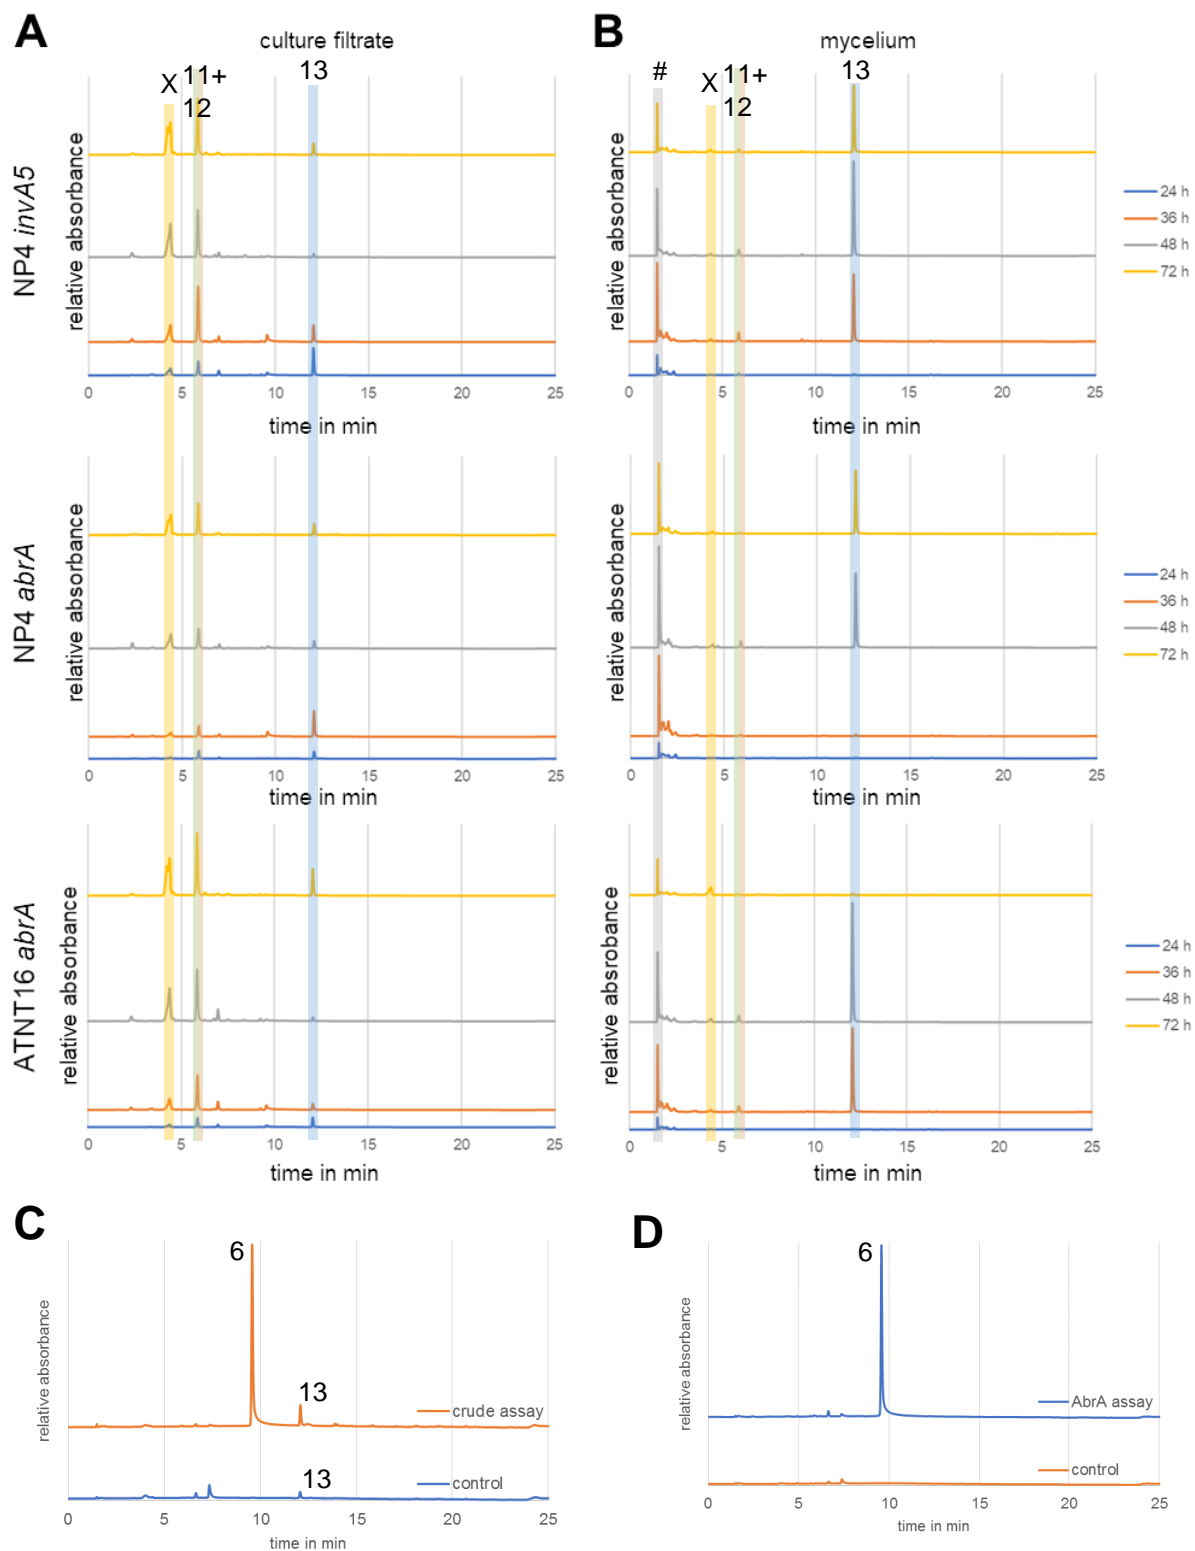 A
culture filtrate
X
11+
12
13
NP4 invA5
relative absorbance
0 5 10 15 20 25
time in min
B
mycelium
#
X
11+
12
13
relative absorbance
0 5 10 15 20 25
time in min
24 h
36 h
48 h
72 h
NP4 abrA
relative absorbance
0 5 10 15 20 25
time in min
relative absorbance
0 5 10 15 20 25
time in min
24 h
36 h
48 h
72 h
ATNT16 abrA
relative absorbance
0 5 10 15 20 25
time in min
relative absrobance
0 5 10 15 20 25
time in min
24 h
36 h
48 h
72 h
C
relative absorbance
6
13
crude assay
13
control
0 5 10 15 20 25
time in min
D
relative absorbance
6
AbrA assay
control
0 5 10 15 20 25
time in min